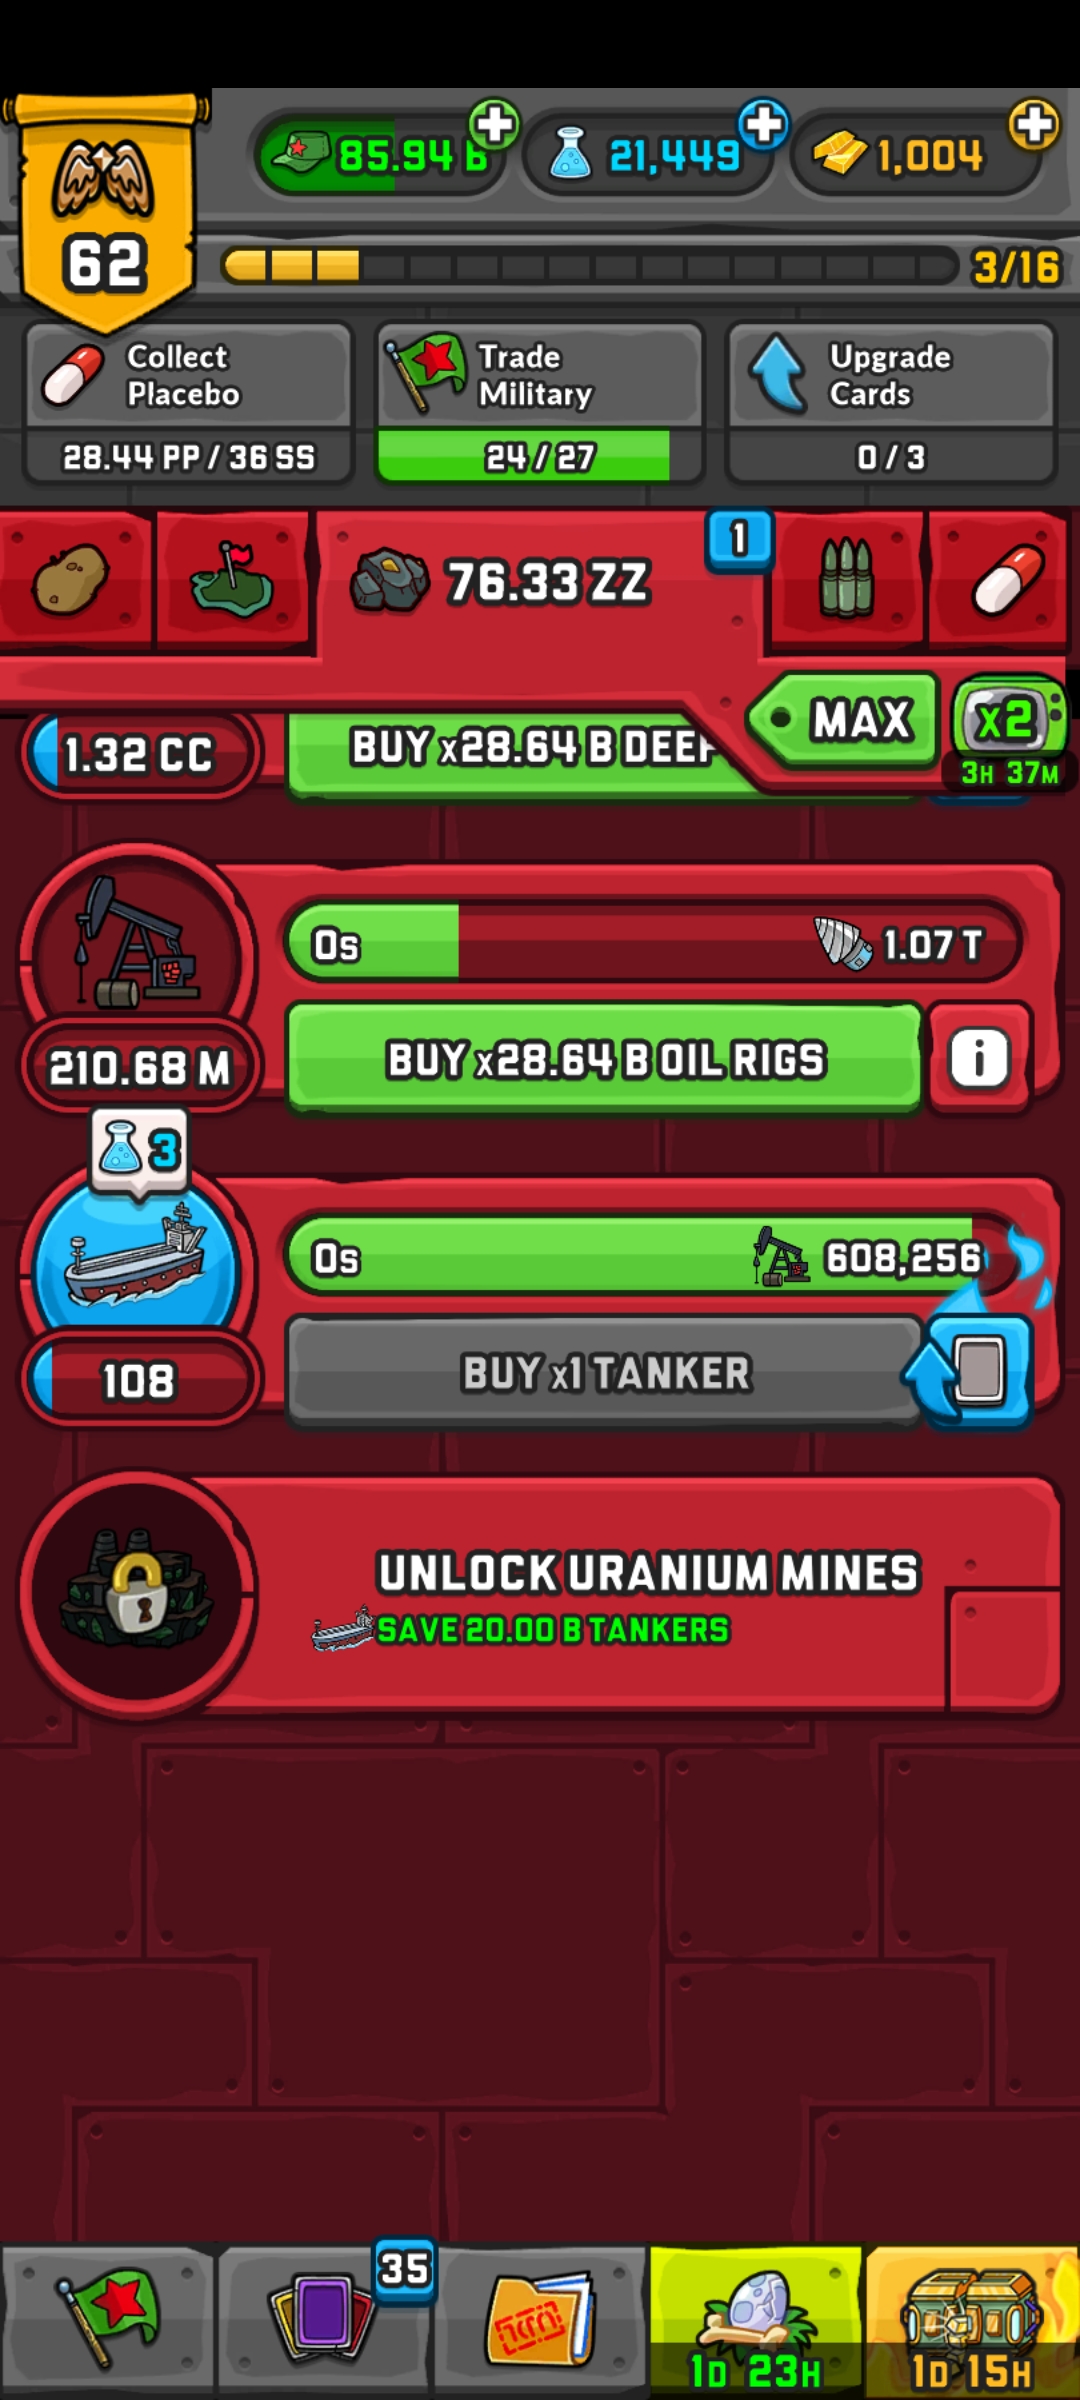 85.94 B
21,449
1,004
62
3/16
Collect
Placebo
28.44 PP / 36 SS
Trade
Military
24 / 27
Upgrade
Cards
0 / 3
76.33 ZZ
1
MAX
x2
3H 37M
1.32 CC
BUY x28.64 B
0s
1.07 T
210.68 M
BUY x28.64 B OIL RIGS
i
3
0s
608,256
108
BUY x1 TANKER
UNLOCK URANIUM MINES
SAVE 20.00 B TANKERS
35
1D 23H
1D 15H